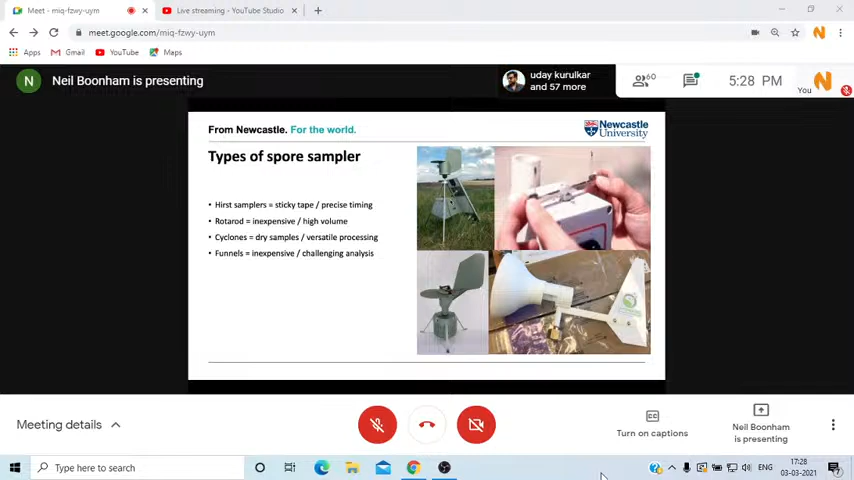 Meet - miq-fzwy-uym
Live streaming - YouTube Studio
meet.google.com/miq-fzwy-uym
Apps
Gmail
YouTube
Maps
N
Neil Boonham is presenting
uday kurulkar
and 57 more
60
5:28 PM
You
From Newcastle. For the world.
Newcastle
University
Types of spore sampler
• Hirst samplers = sticky tape / precise timing
• Rotarod = inexpensive / high volume
• Cyclones = dry samples / versatile processing
• Funnels = inexpensive / challenging analysis
Meeting details
Turn on captions
Neil Boonham
is presenting
Type here to search
ENG
17:28
03-03-2021